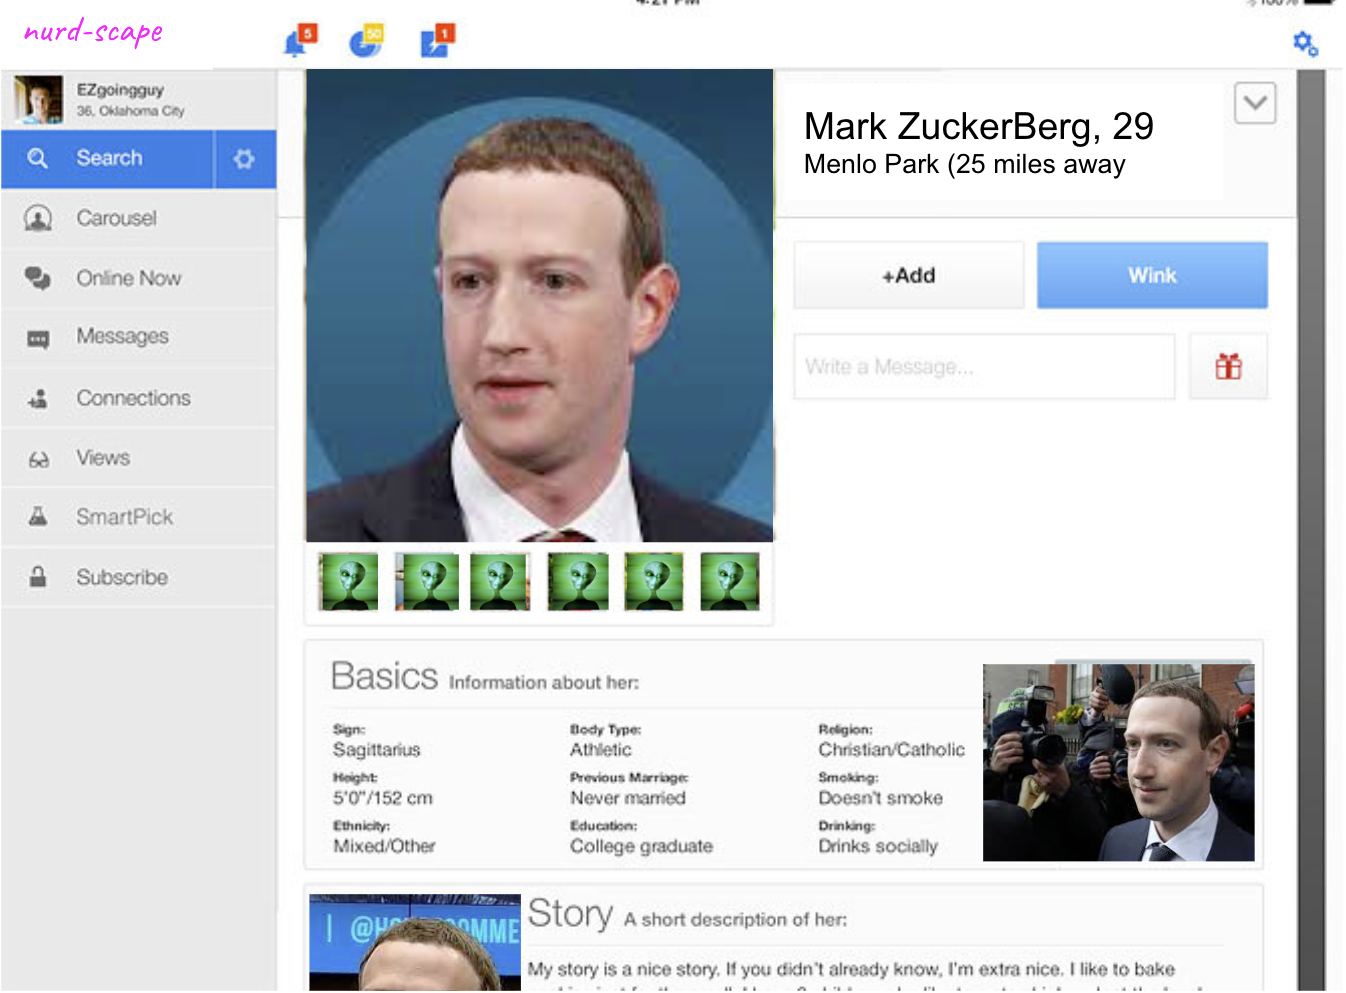 4:21 PM
100%
nurd-scape
5
50
1
EZgoingguy
36, Oklahoma City
Search
Carousel
Online Now
Messages
Connections
Views
SmartPick
Subscribe
Mark ZuckerBerg, 29
Menlo Park (25 miles away
+Add
Wink
Write a Message...
Basics Information about her:
Sign:
Sagittarius
Body Type:
Athletic
Religion:
Christian/Catholic
Height:
5'0"/152 cm
Previous Marriage:
Never married
Smoking:
Doesn't smoke
Ethnicity:
Mixed/Other
Education:
College graduate
Drinking:
Drinks socially
Story A short description of her:
My story is a nice story. If you didn't already know, I'm extra nice. I like to bake